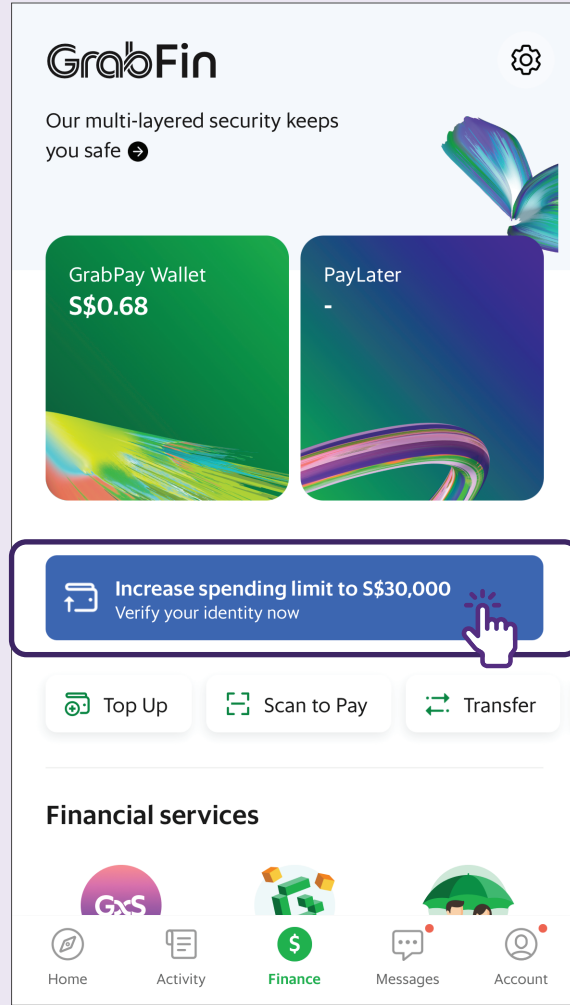 GrabFin
Our multi-layered security keeps
you safe
GrabPay Wallet
S$0.68
PayLater
-
Increase spending limit to S$30,000
Verify your identity now
Top Up
Scan to Pay
Transfer
Financial services
GXS
Home
Activity
Finance
Messages
Account